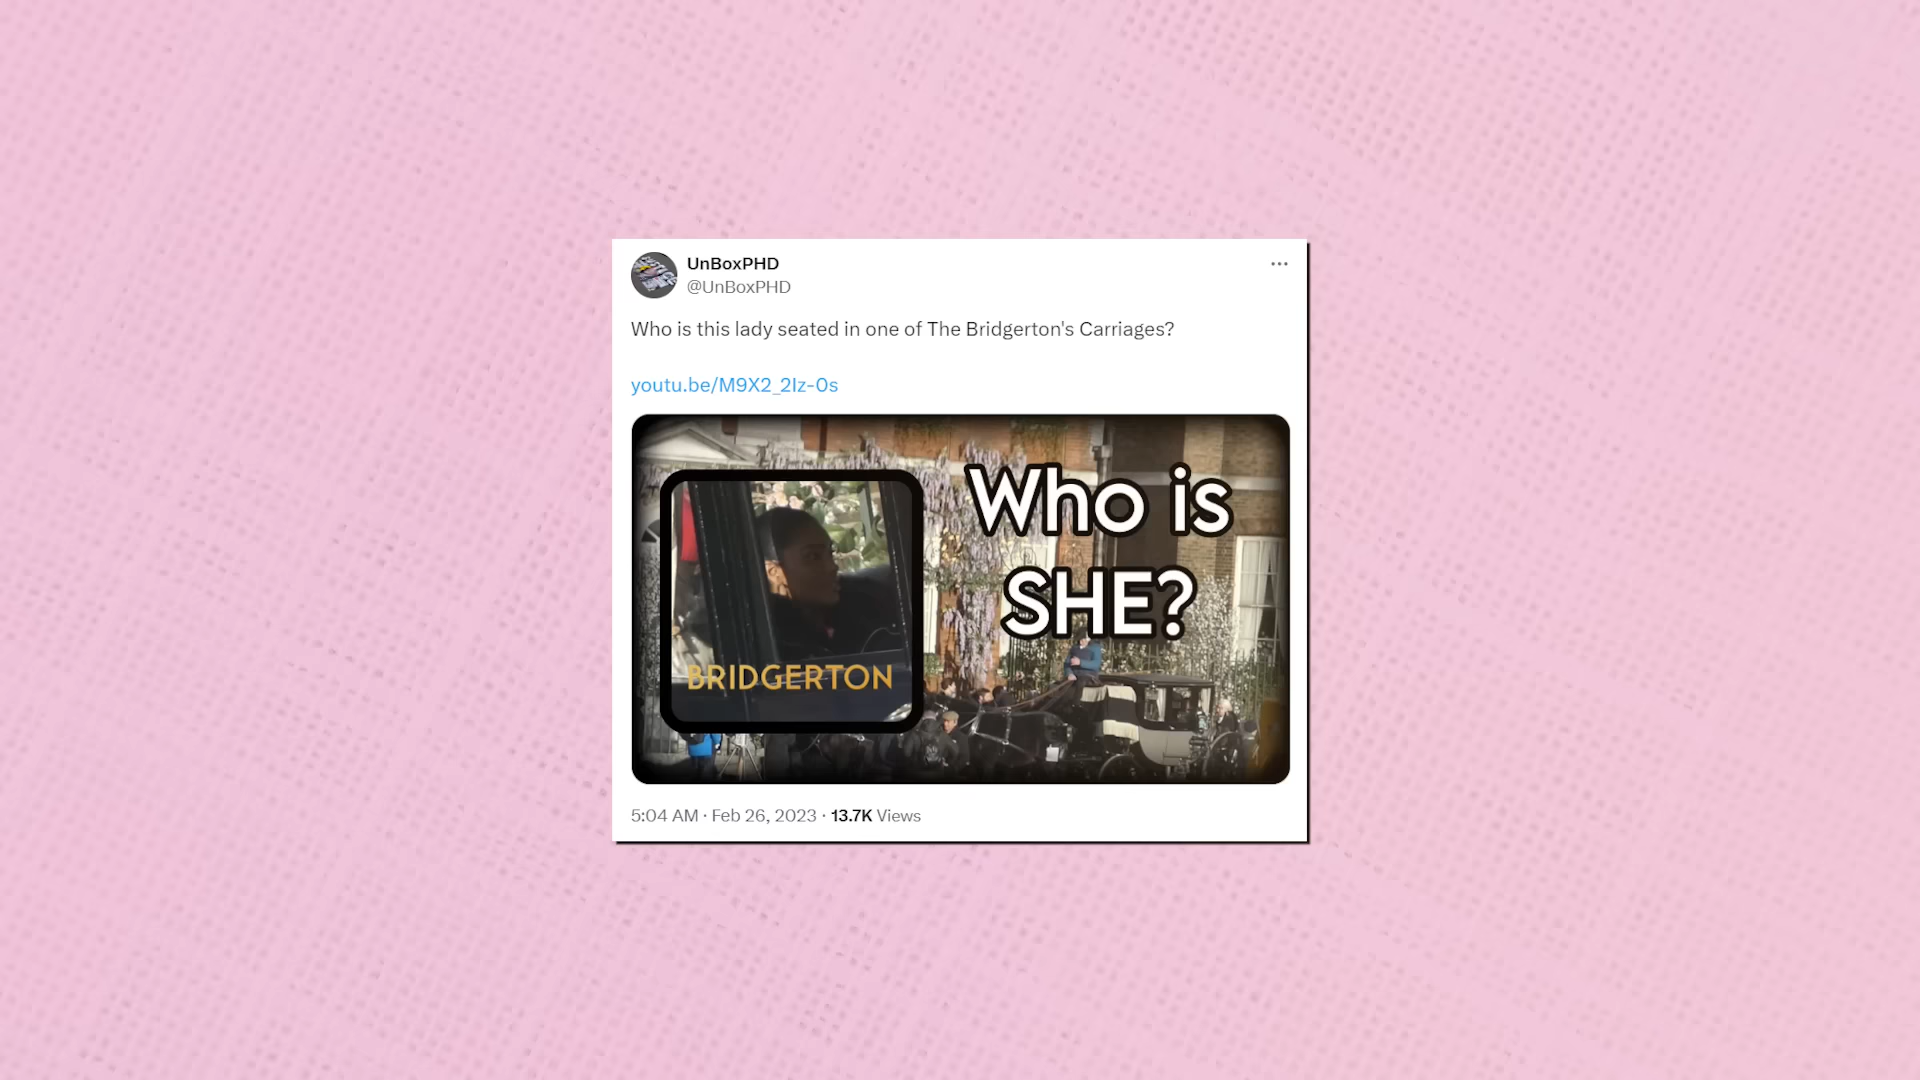 UnBoxPHD
@UnBoxPHD
Who is this lady seated in one of The Bridgerton's Carriages?
youtu.be/M9X2_2Iz-0s
Who is
SHE?
BRIDGERTON
5:04 AM · Feb 26, 2023 · 13.7K Views